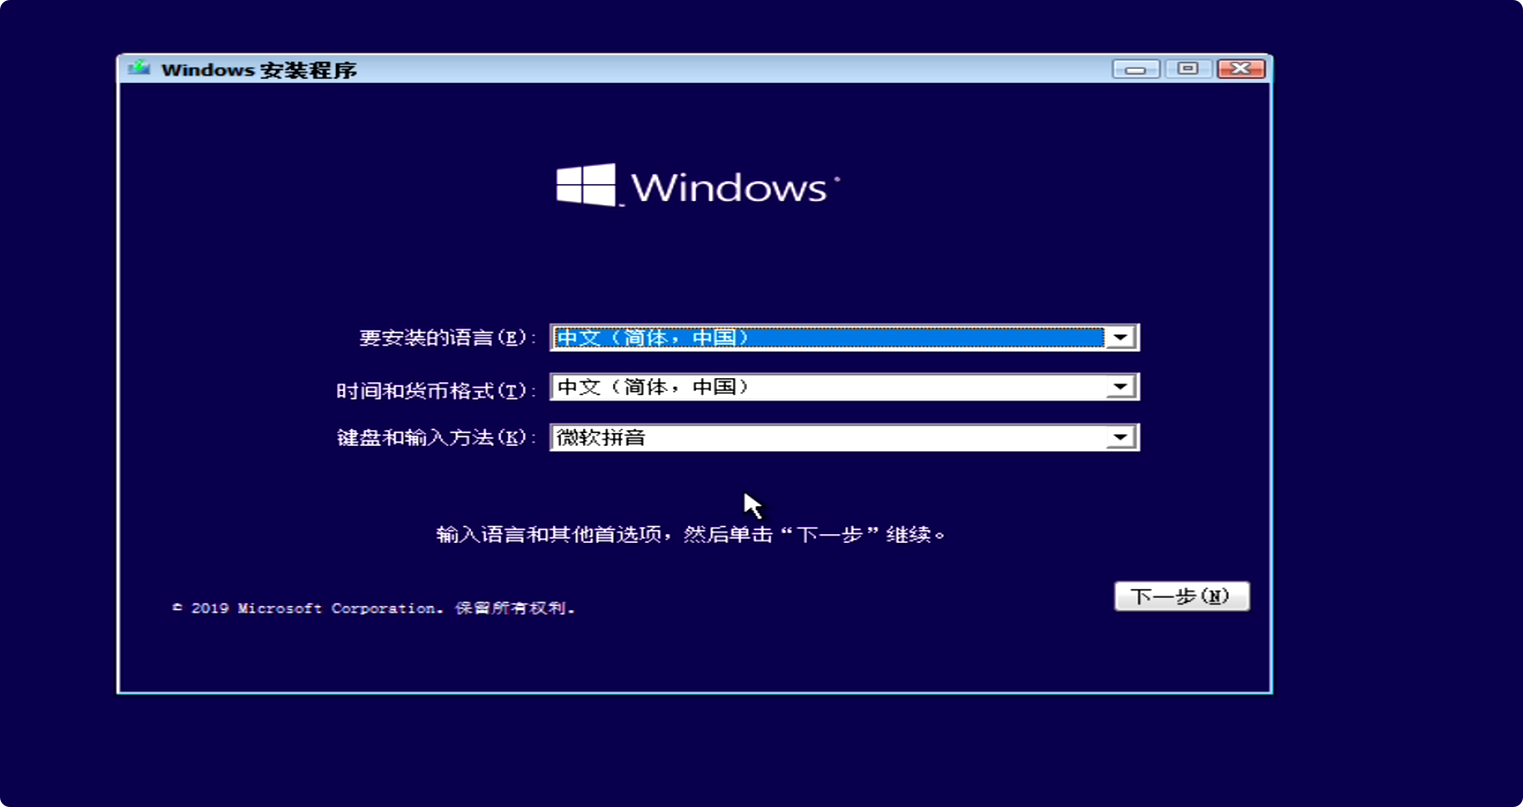 Windows 安装程序
Windows
要安装的语言(E): 中文（简体，中国）
时间和货币格式(T): 中文（简体，中国）
键盘和输入方法(K): 微软拼音
输入语言和其他首选项，然后单击“下一步”继续。
© 2019 Microsoft Corporation. 保留所有权利.
下一步(N)